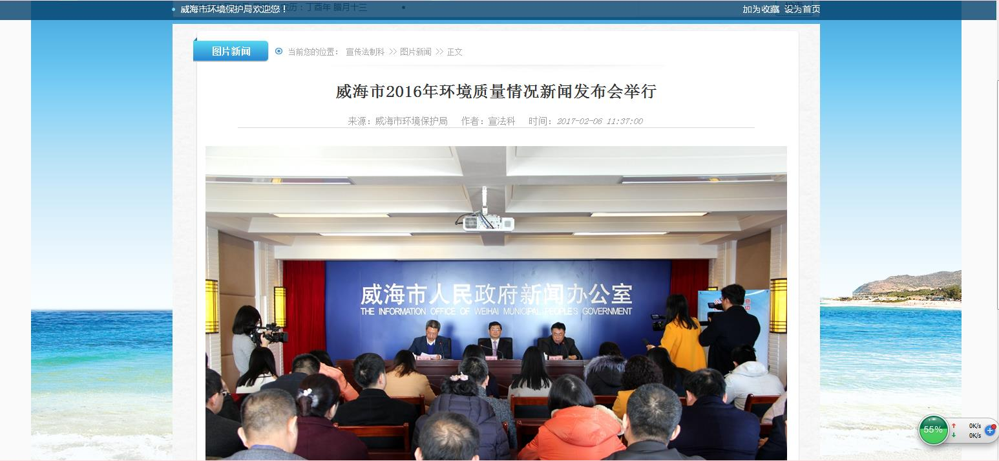 威海市环境保护局欢迎您！
农历：丁酉年 腊月十三
加为收藏 设为首页
图片新闻
当前您的位置： 宣传法制科 >> 图片新闻 >> 正文
威海市2016年环境质量情况新闻发布会举行
来源：威海市环境保护局 作者：宣法科 时间：2017-02-06 11:37:00
威海市人民政府新闻办公室
THE INFORMATION OFFICE OF WEIHAI MUNICIPAL PEOPLE'S GOVERNMENT
55%
0K/s
0K/s